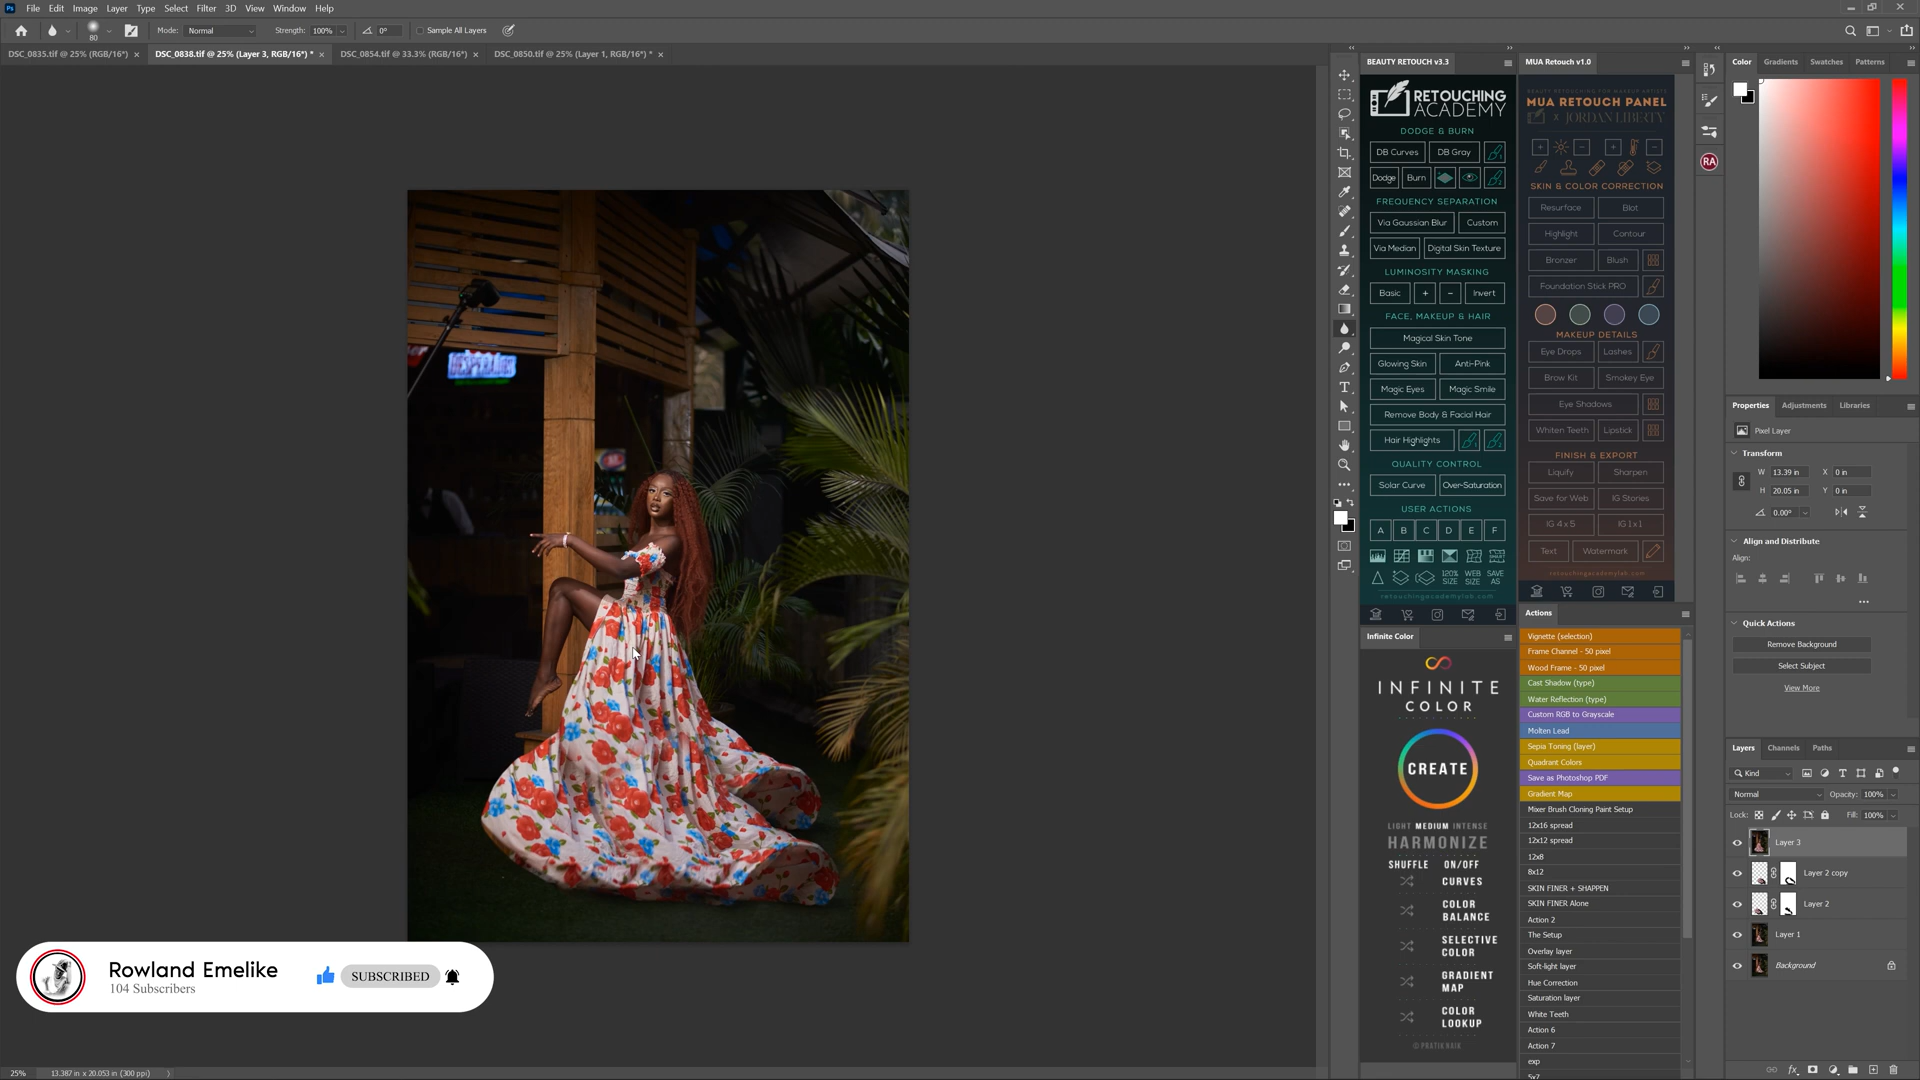 Ps File Edit Image Layer Type Select Filter 3D View Window Help
80 Mode: Normal Strength: 100% 0° Sample All Layers
DSC_0835.tif @ 25% (RGB/16*) × DSC_0838.tif @ 25% (Layer 3, RGB/16*) * × DSC_0854.tif @ 33.3% (RGB/16*) × DSC_0850.tif @ 25% (Layer 1, RGB/16*) * ×
BEAUTY RETOUCH v3.3
RETOUCHING
ACADEMY
DODGE & BURN
DB Curves DB Gray
Dodge Burn
FREQUENCY SEPARATION
Via Gaussian Blur Custom
Via Median Digital Skin Texture
LUMINOSITY MASKING
Basic + − Invert
FACE, MAKEUP & HAIR
Magical Skin Tone
Glowing Skin Anti-Pink
Magic Eyes Magic Smile
Remove Body & Facial Hair
Hair Highlights
QUALITY CONTROL
Solar Curve Over-Saturation
USER ACTIONS
A B C D E F
120% SIZE WEB SIZE SAVE AS
retouchingacademylab.com
MUA Retouch v1.0
BEAUTY RETOUCHING FOR MAKEUP ARTISTS
MUA RETOUCH PANEL
x JORDAN LIBERTY
SKIN & COLOR CORRECTION
Resurface Blot
Highlight Contour
Bronzer Blush
Foundation Stick PRO
MAKEUP DETAILS
Eye Drops Lashes
Brow Kit Smokey Eye
Eye Shadows
Whiten Teeth Lipstick
FINISH & EXPORT
Liquify Sharpen
Save for Web IG Stories
IG 4 x 5 IG 1 x 1
Text Watermark
retouchingacademylab.com
Infinite Color
INFINITE
COLOR
CREATE
LIGHT MEDIUM INTENSE
HARMONIZE
SHUFFLE ON/OFF
CURVES
COLOR
BALANCE
SELECTIVE
COLOR
GRADIENT
MAP
COLOR
LOOKUP
© PRATIK NAIK
Actions
Vignette (selection)
Frame Channel - 50 pixel
Wood Frame - 50 pixel
Cast Shadow (type)
Water Reflection (type)
Custom RGB to Grayscale
Molten Lead
Sepia Toning (layer)
Quadrant Colors
Save as Photoshop PDF
Gradient Map
Mixer Brush Cloning Paint Setup
12x16 spread
12x12 spread
12x8
8x12
SKIN FINER + SHAPPEN
SKIN FINER Alone
Action 2
The Setup
Overlay layer
Soft-light layer
Hue Correction
Saturation layer
White Teeth
Action 6
Action 7
exp
5x7
RA
Color Gradients Swatches Patterns
Properties Adjustments Libraries
Pixel Layer
Transform
W 13.39 in X 0 in
H 20.05 in Y 0 in
0.00°
Align and Distribute
Align:
Quick Actions
Remove Background
Select Subject
View More
Layers Channels Paths
Kind
Normal Opacity: 100%
Lock: Fill: 100%
Layer 3
Layer 2 copy
Layer 2
Layer 1
Background
DESPERADOS
Rowland Emelike
104 Subscribers
SUBSCRIBED
25% 13.387 in x 20.053 in (300 ppi)